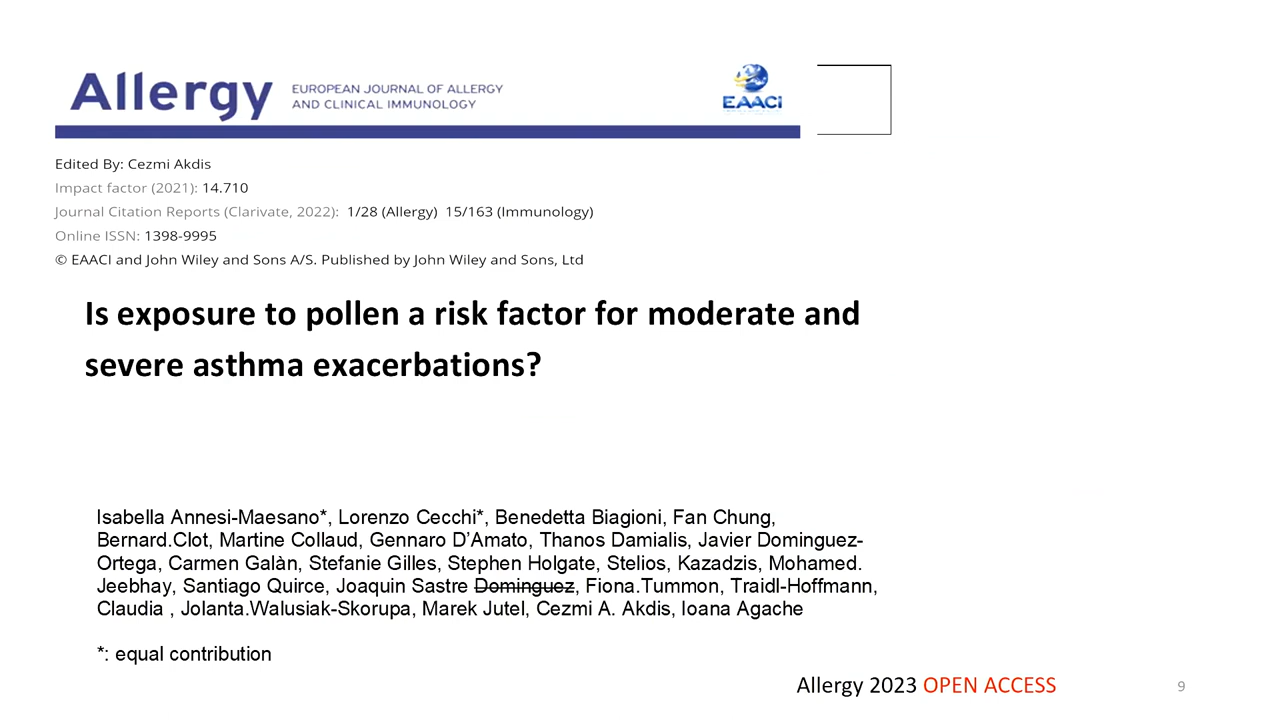 Allergy EUROPEAN JOURNAL OF ALLERGY
AND CLINICAL IMMUNOLOGY
EAACI
Edited By: Cezmi Akdis
Impact factor (2021): 14.710
Journal Citation Reports (Clarivate, 2022): 1/28 (Allergy) 15/163 (Immunology)
Online ISSN: 1398-9995
© EAACI and John Wiley and Sons A/S. Published by John Wiley and Sons, Ltd
Is exposure to pollen a risk factor for moderate and
severe asthma exacerbations?
Isabella Annesi-Maesano*, Lorenzo Cecchi*, Benedetta Biagioni, Fan Chung,
Bernard.Clot, Martine Collaud, Gennaro D’Amato, Thanos Damialis, Javier Dominguez-
Ortega, Carmen Galàn, Stefanie Gilles, Stephen Holgate, Stelios, Kazadzis, Mohamed.
Jeebhay, Santiago Quirce, Joaquin Sastre Dominguez, Fiona.Tummon, Traidl-Hoffmann,
Claudia , Jolanta.Walusiak-Skorupa, Marek Jutel, Cezmi A. Akdis, Ioana Agache
*: equal contribution
Allergy 2023 OPEN ACCESS
9